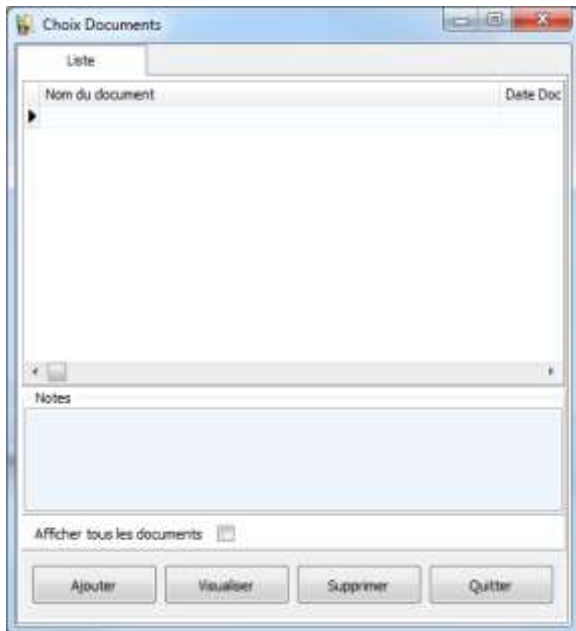 Choix Documents
Liste
Nom du document Date Doc
Notes
Afficher tous les documents
Ajouter Visualiser Supprimer Quitter